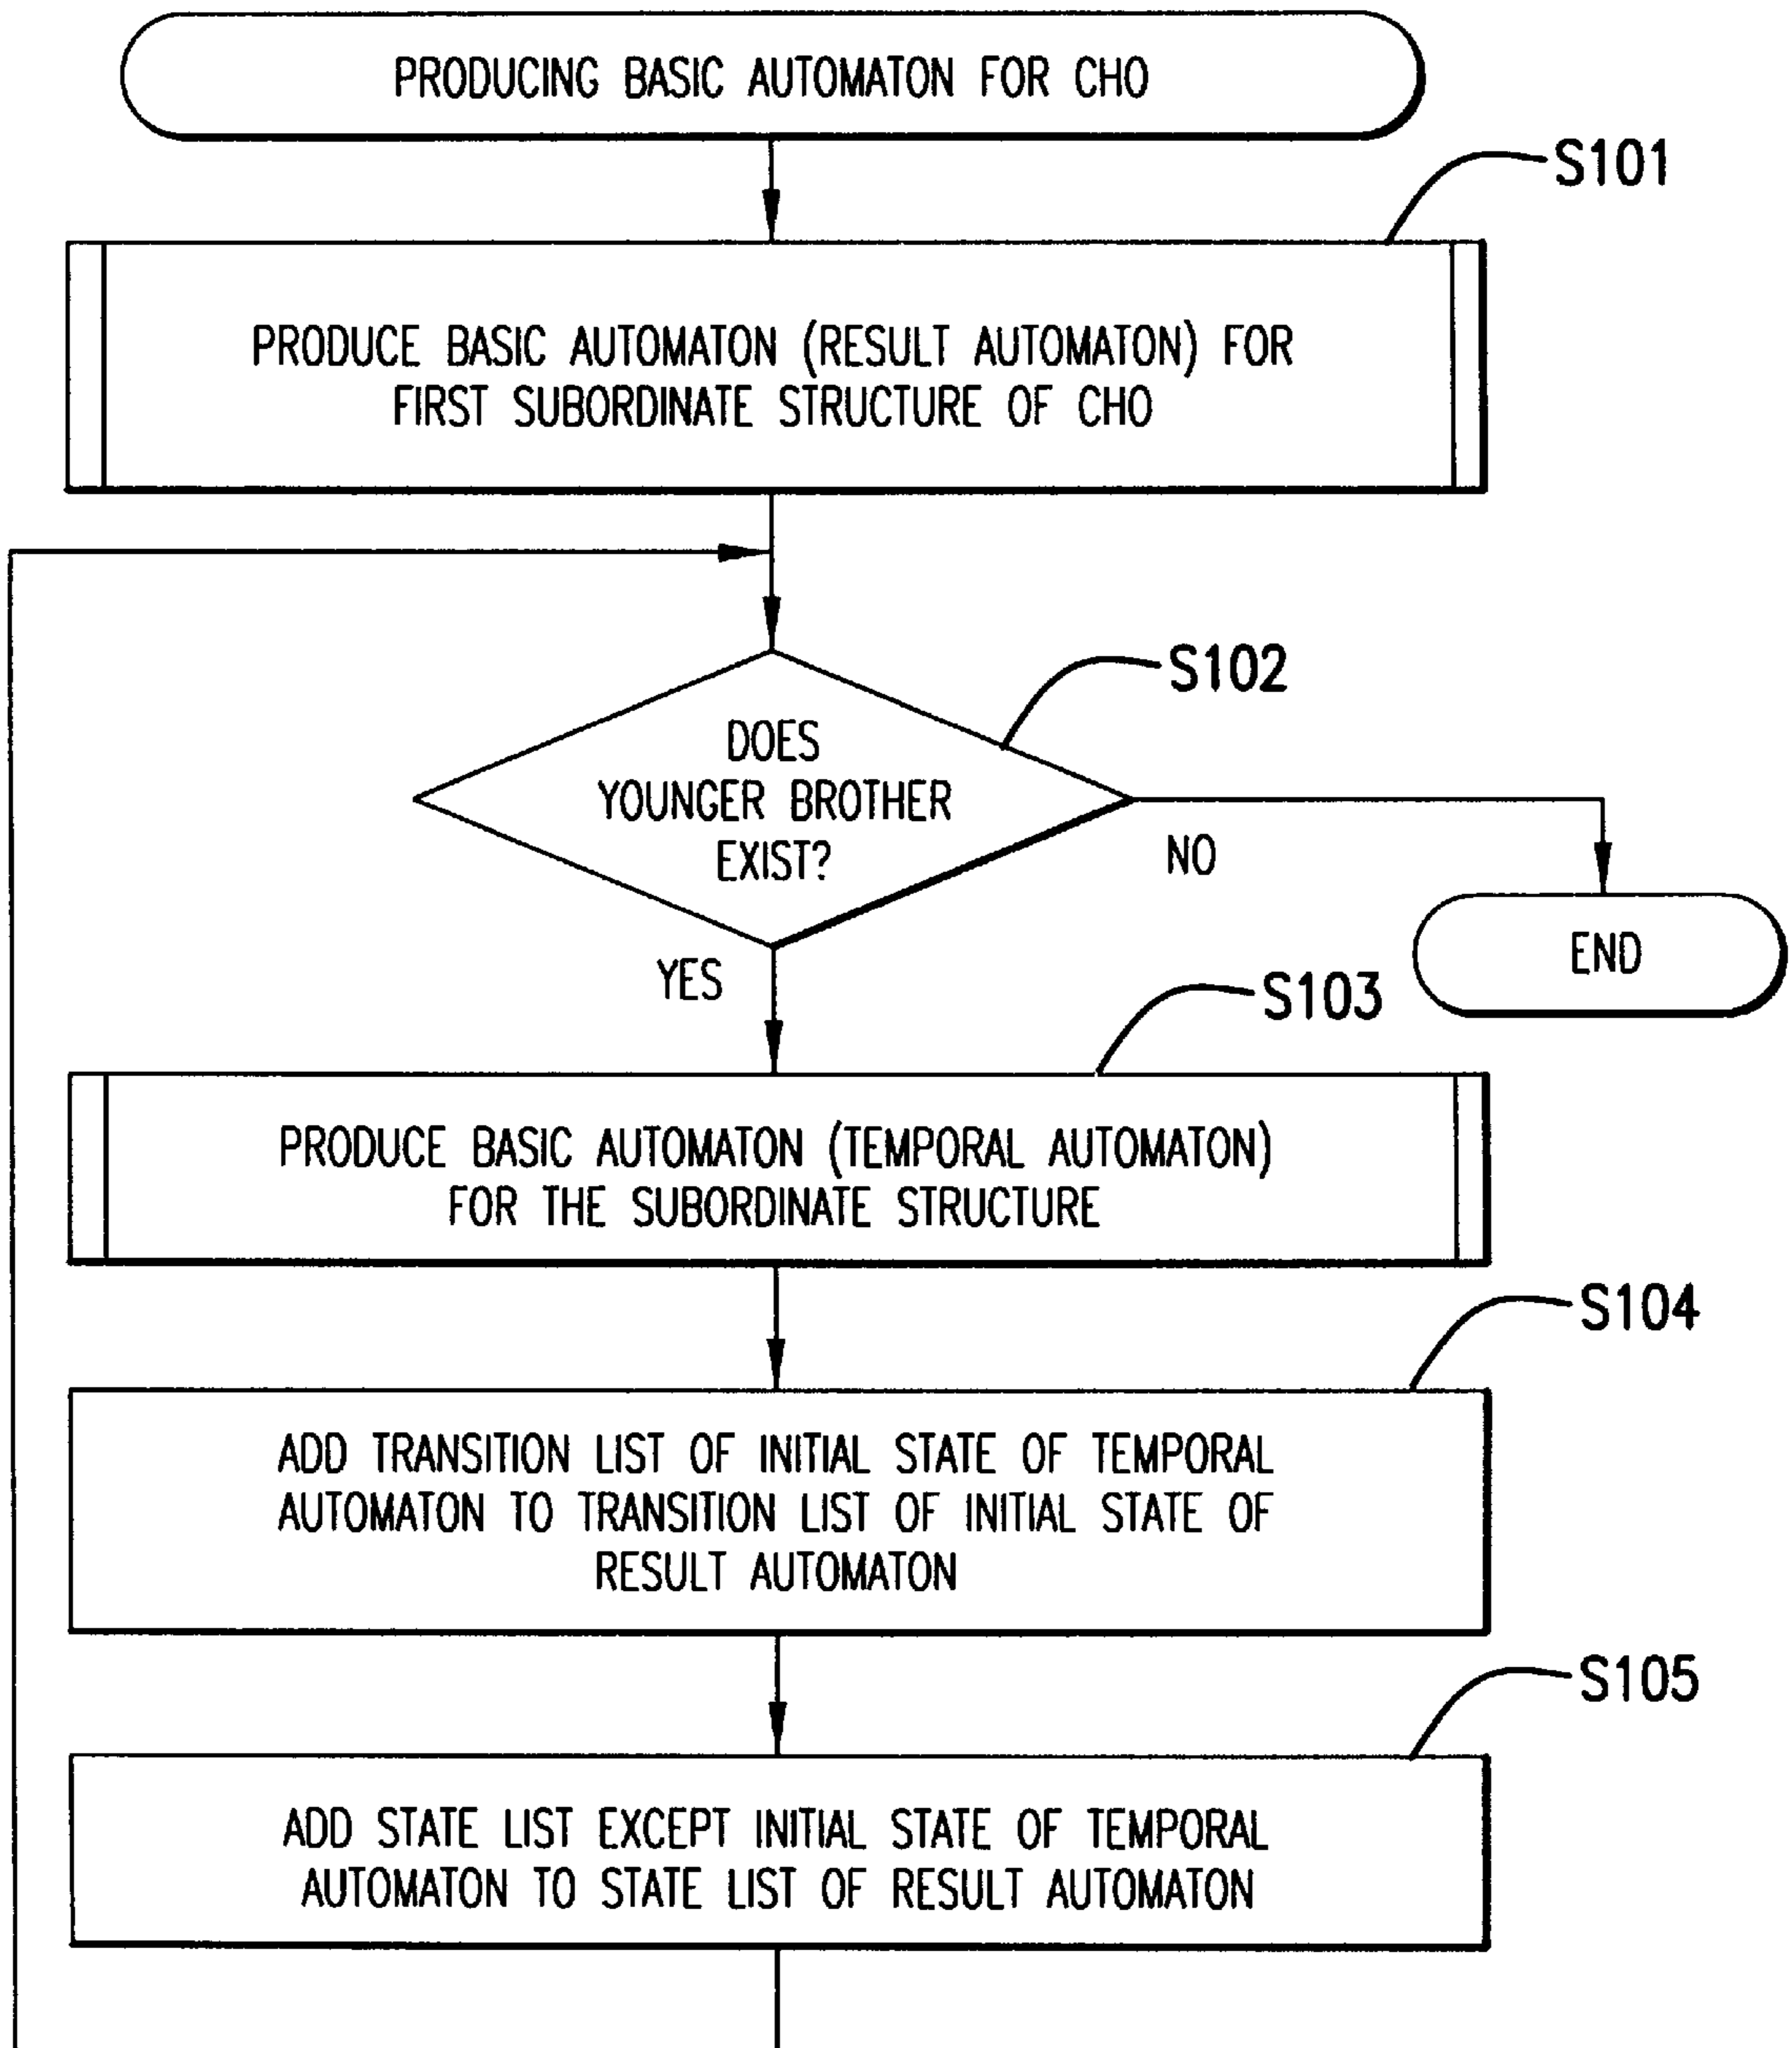 PRODUCING BASIC AUTOMATON FOR CHO
S101
PRODUCE BASIC AUTOMATON (RESULT AUTOMATON) FOR
FIRST SUBORDINATE STRUCTURE OF CHO
S102
DOES
YOUNGER BROTHER
EXIST?
NO
END
YES
S103
PRODUCE BASIC AUTOMATON (TEMPORAL AUTOMATON)
FOR THE SUBORDINATE STRUCTURE
S104
ADD TRANSITION LIST OF INITIAL STATE OF TEMPORAL
AUTOMATON TO TRANSITION LIST OF INITIAL STATE OF
RESULT AUTOMATON
S105
ADD STATE LIST EXCEPT INITIAL STATE OF TEMPORAL
AUTOMATON TO STATE LIST OF RESULT AUTOMATON